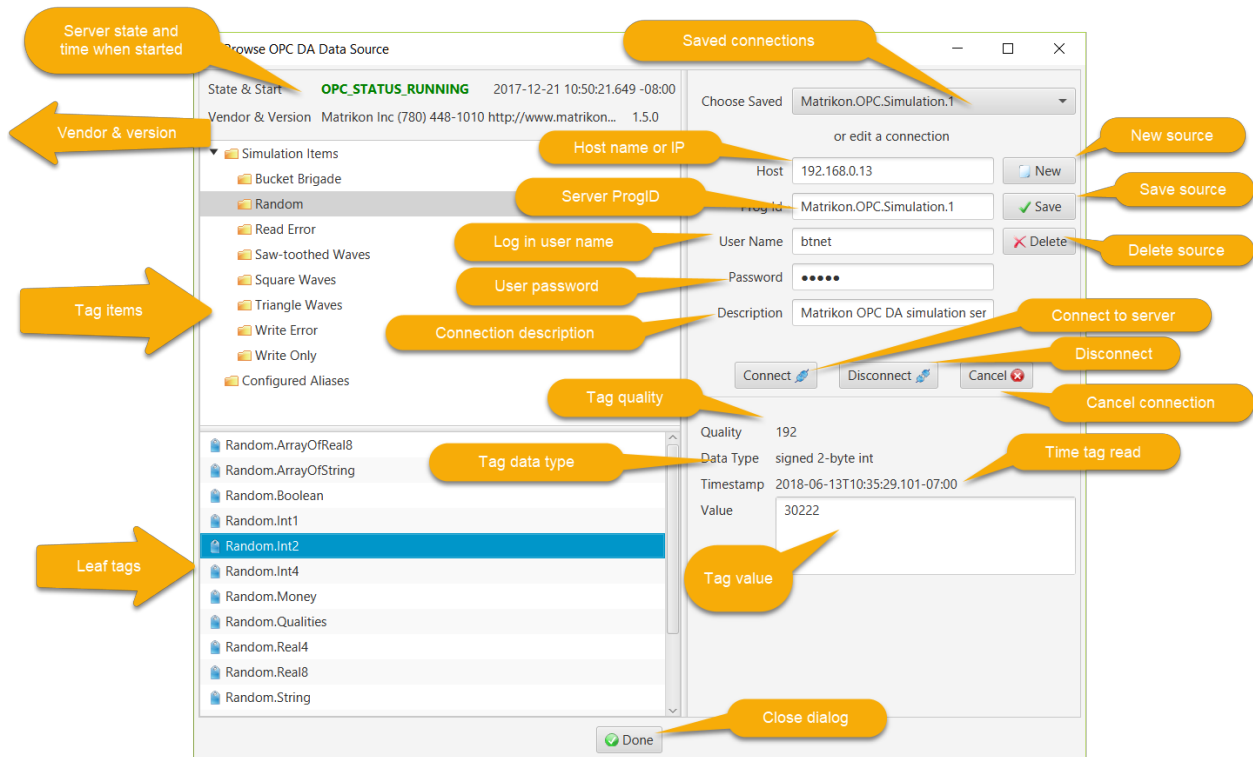 Server state and
time when started
Browse OPC DA Data Source
Saved connections
State & Start OPC_STATUS_RUNNING 2017-12-21 10:50:21.649 -08:00
Vendor & Version Matrikon Inc (780) 448-1010 http://www.matrikon... 1.5.0
Vendor & version
Choose Saved Matrikon.OPC.Simulation.1
or edit a connection
Host name or IP
Host 192.168.0.13 New
New source
Server ProgID
Prog Id Matrikon.OPC.Simulation.1 Save
Save source
Log in user name
User Name btnet Delete
Delete source
User password
Password •••••
Connection description
Description Matrikon OPC DA simulation ser
Simulation Items
Bucket Brigade
Random
Read Error
Saw-toothed Waves
Square Waves
Triangle Waves
Write Error
Write Only
Configured Aliases
Tag items
Connect to server
Disconnect
Connect Disconnect Cancel
Cancel connection
Tag quality
Quality 192
Tag data type
Data Type signed 2-byte int
Time tag read
Timestamp 2018-06-13T10:35:29.101-07:00
Value 30222
Tag value
Random.ArrayOfReal8
Random.ArrayOfString
Random.Boolean
Random.Int1
Random.Int2
Random.Int4
Random.Money
Random.Qualities
Random.Real4
Random.Real8
Random.String
Leaf tags
Close dialog
Done